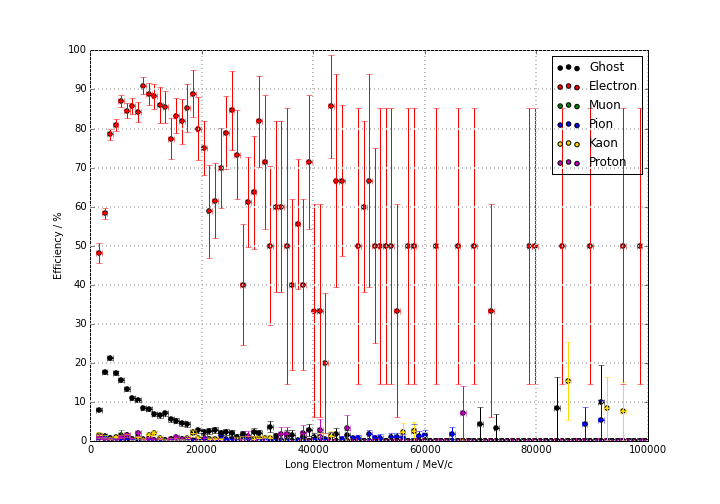 100
90
80
70
60
50
40
30
20
10
0
Efficiency / %
Ghost
Electron
Muon
Pion
Kaon
Proton
0 20000 40000 60000 80000 100000
Long Electron Momentum / MeV/c